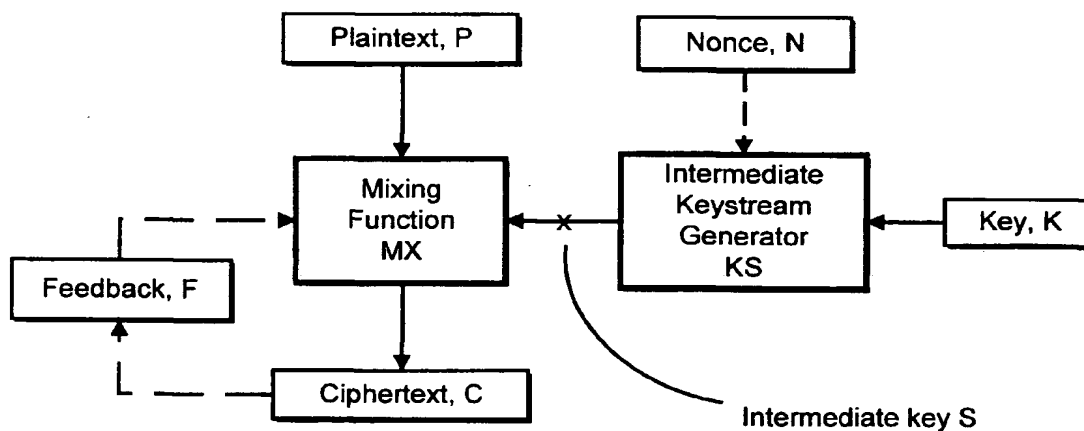 Plaintext, P
Nonce, N
Mixing
Function
MX
Intermediate
Keystream
Generator
KS
Key, K
x
Feedback, F
Ciphertext, C
Intermediate key S